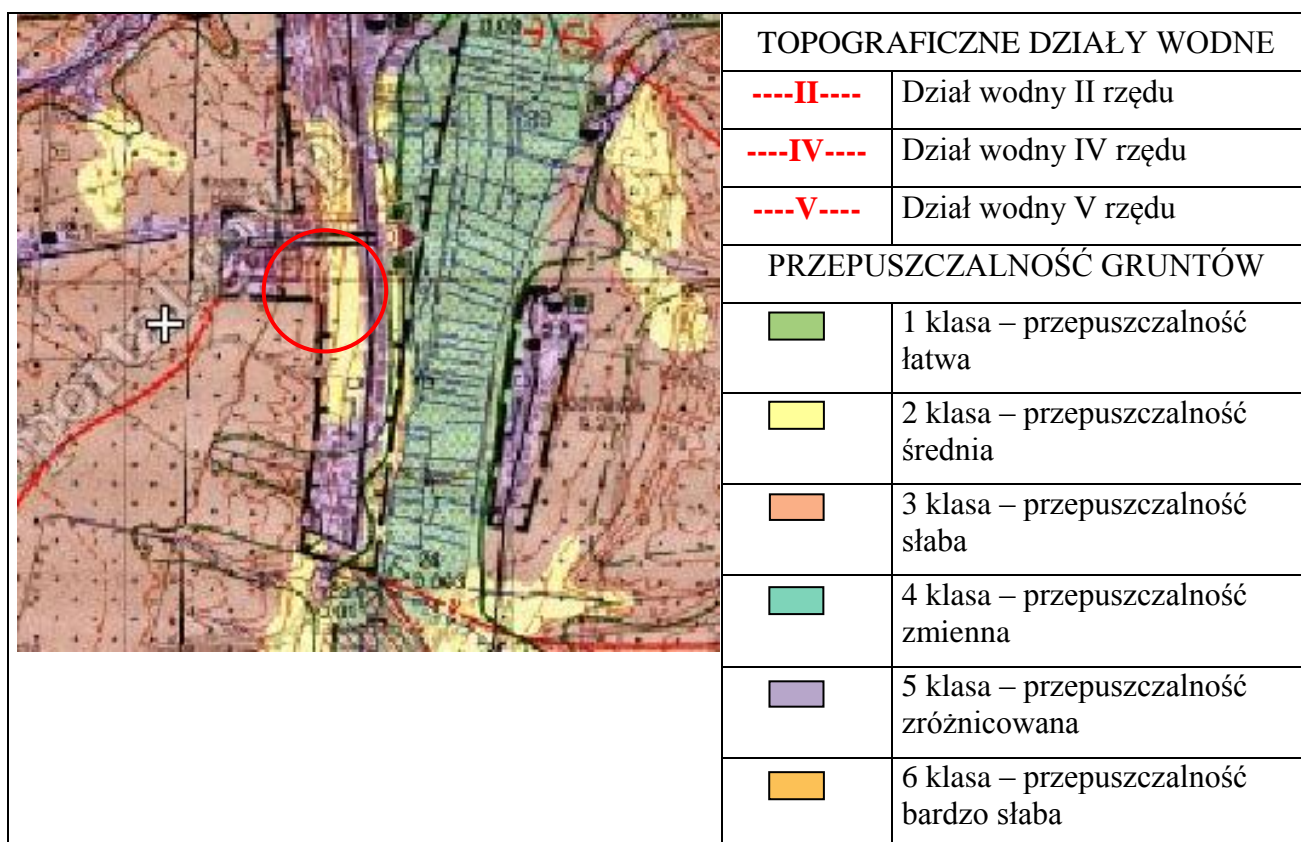 TOPOGRAFICZNE DZIAŁY WODNE
----II---- Dział wodny II rzędu
----IV---- Dział wodny IV rzędu
----V---- Dział wodny V rzędu
PRZEPUSZCZALNOŚĆ GRUNTÓW
1 klasa – przepuszczalność
łatwa
2 klasa – przepuszczalność
średnia
3 klasa – przepuszczalność
słaba
4 klasa – przepuszczalność
zmienna
5 klasa – przepuszczalność
zróżnicowana
6 klasa – przepuszczalność
bardzo słaba